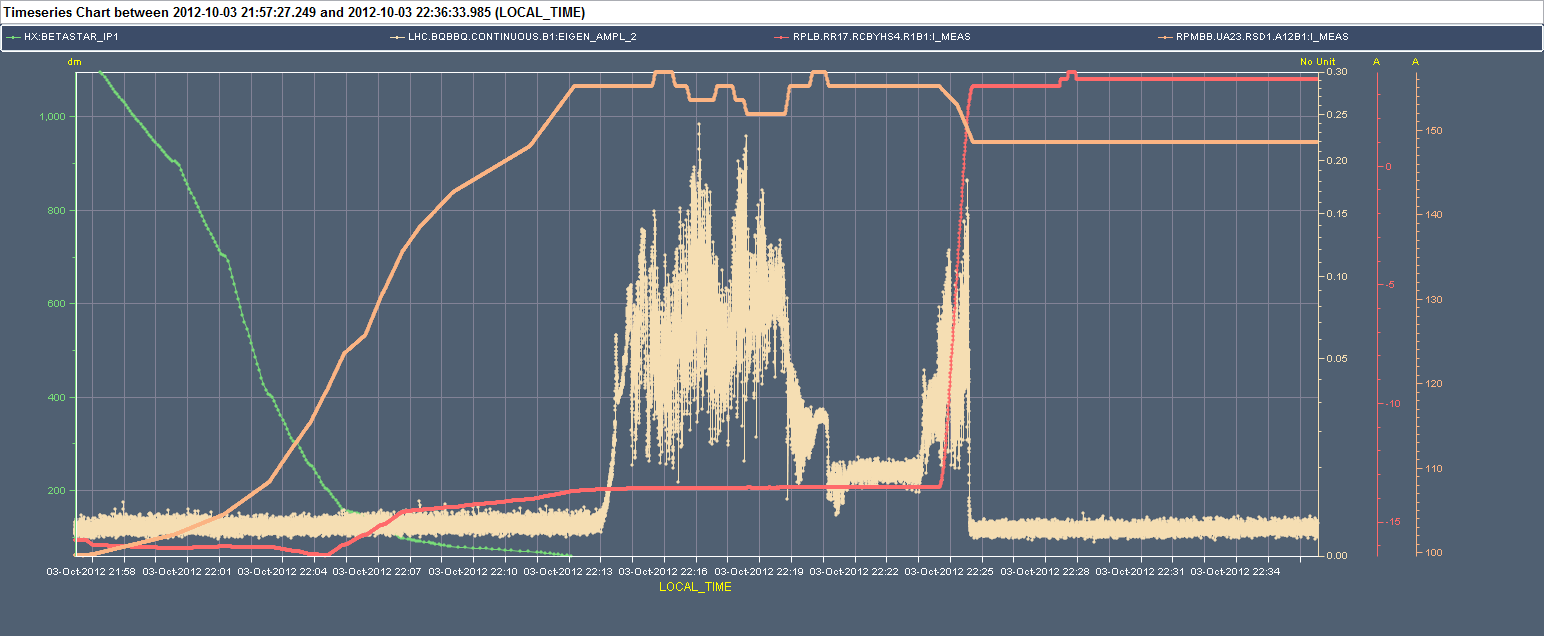 Timeseries Chart between 2012-10-03 21:57:27.249 and 2012-10-03 22:36:33.985 (LOCAL_TIME)
HX:BETASTAR_IP1 LHC.BQBBQ.CONTINUOUS.B1:EIGEN_AMPL_2 RPLB.RR17.RCBYHS4.R1B1:I_MEAS RPMBB.UA23.RSD1.A12B1:I_MEAS
dm No Unit A A
0.30
1,000 0.25 150
0.20 0
800 0.15 140
0.10 -5
600 130
0.05
400 -10 120
110
200 -15
0.00 100
03-Oct-2012 21:58 03-Oct-2012 22:01 03-Oct-2012 22:04 03-Oct-2012 22:07 03-Oct-2012 22:10 03-Oct-2012 22:13 03-Oct-2012 22:16 03-Oct-2012 22:19 03-Oct-2012 22:22 03-Oct-2012 22:25 03-Oct-2012 22:28 03-Oct-2012 22:31 03-Oct-2012 22:34
LOCAL_TIME